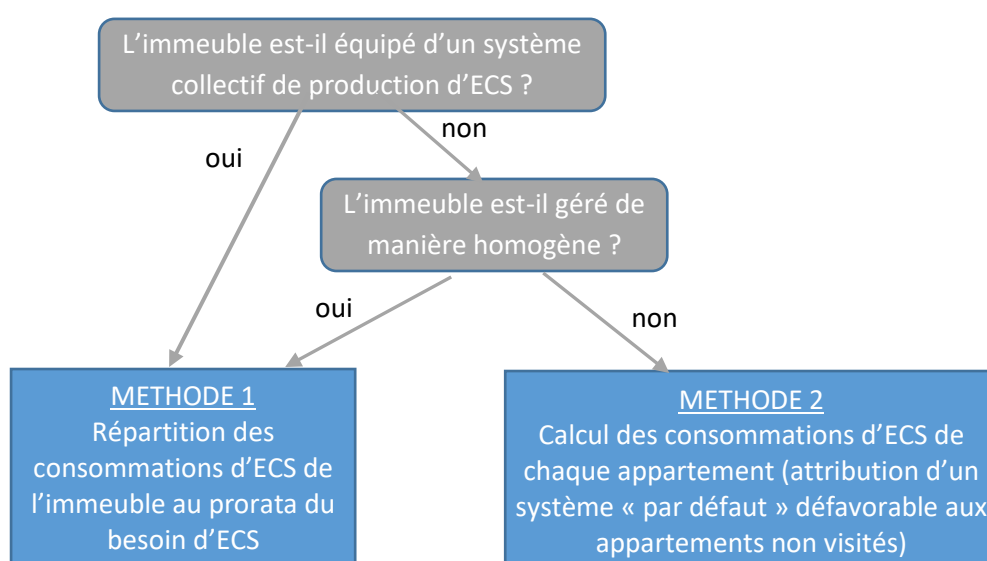 L’immeuble est-il équipé d’un système
collectif de production d’ECS ?
non
oui
L’immeuble est-il géré de
manière homogène ?
oui
non
METHODE 1
Répartition des
consommations d’ECS de
l’immeuble au prorata du
besoin d’ECS
METHODE 2
Calcul des consommations d’ECS de
chaque appartement (attribution d’un
système « par défaut » défavorable aux
appartements non visités)